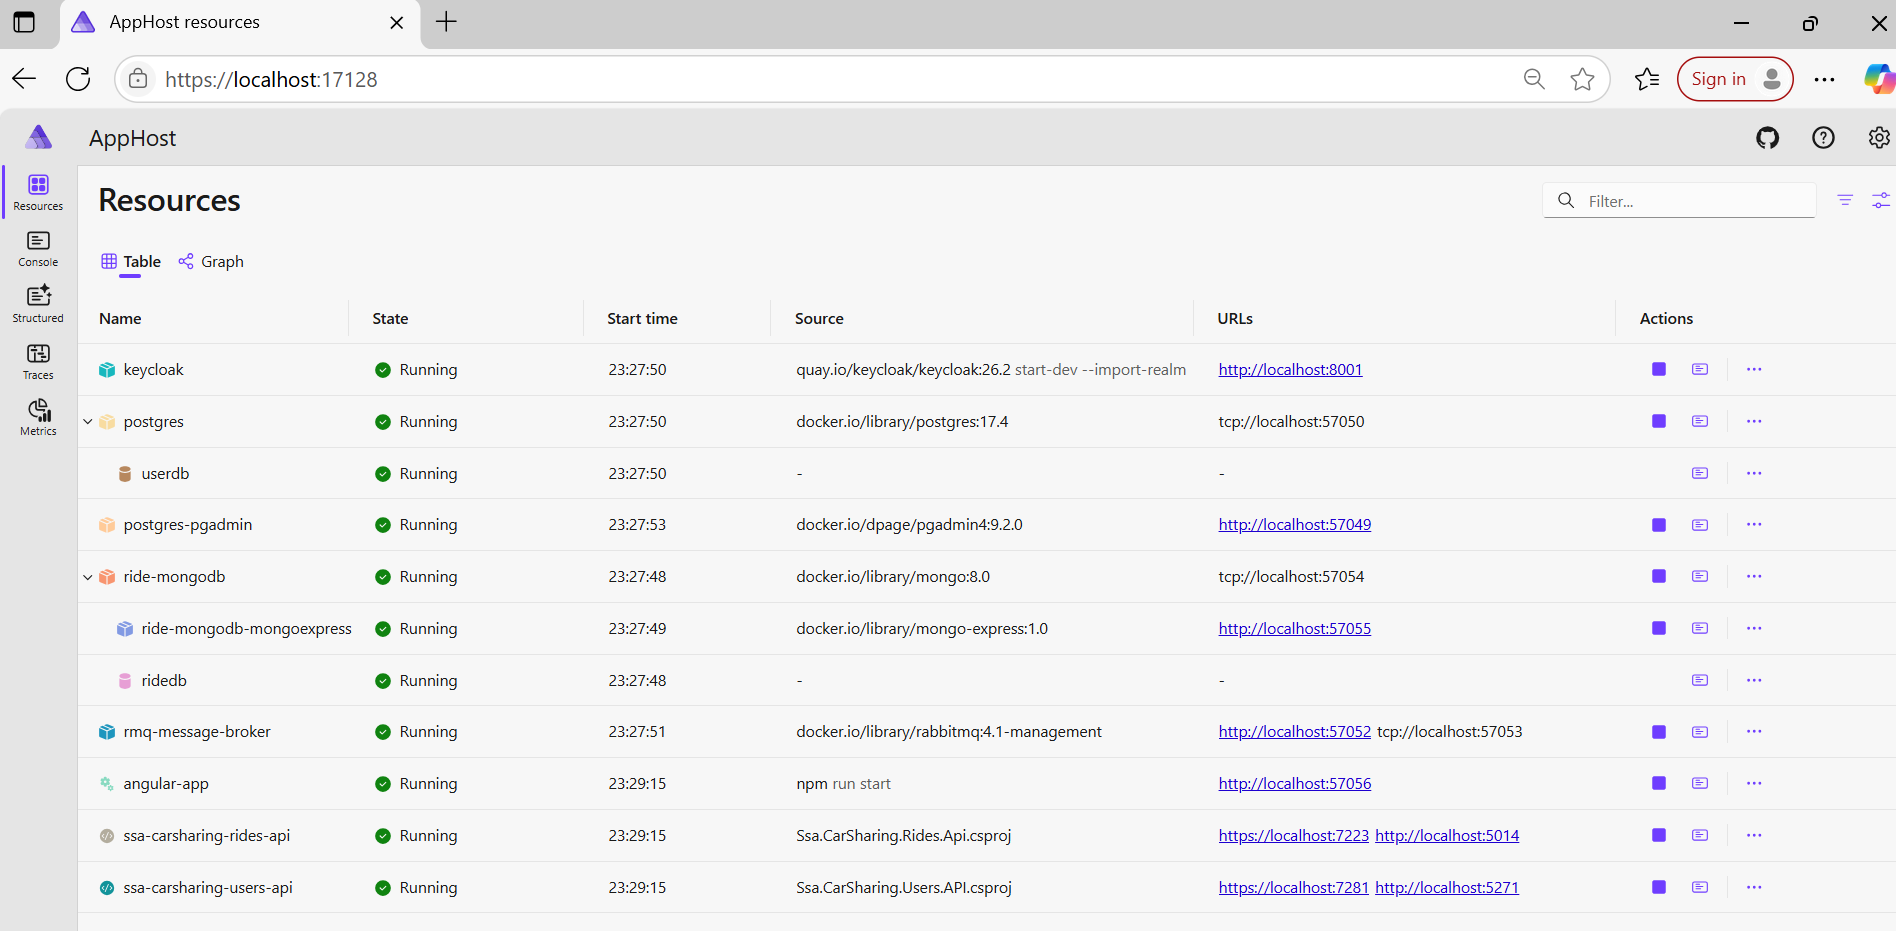 AppHost resources
https://localhost:17128
Sign in
AppHost
Resources
Console
Structured
Traces
Metrics
Resources
Filter...
Table Graph
Name State Start time Source URLs Actions
keycloak Running 23:27:50 quay.io/keycloak/keycloak:26.2 start-dev --import-realm http://localhost:8001
postgres Running 23:27:50 docker.io/library/postgres:17.4 tcp://localhost:57050
userdb Running 23:27:50 - -
postgres-pgadmin Running 23:27:53 docker.io/dpage/pgadmin4:9.2.0 http://localhost:57049
ride-mongodb Running 23:27:48 docker.io/library/mongo:8.0 tcp://localhost:57054
ride-mongodb-mongoexpress Running 23:27:49 docker.io/library/mongo-express:1.0 http://localhost:57055
ridedb Running 23:27:48 - -
rmq-message-broker Running 23:27:51 docker.io/library/rabbitmq:4.1-management http://localhost:57052 tcp://localhost:57053
angular-app Running 23:29:15 npm run start http://localhost:57056
ssa-carsharing-rides-api Running 23:29:15 Ssa.CarSharing.Rides.Api.csproj https://localhost:7223 http://localhost:5014
ssa-carsharing-users-api Running 23:29:15 Ssa.CarSharing.Users.API.csproj https://localhost:7281 http://localhost:5271